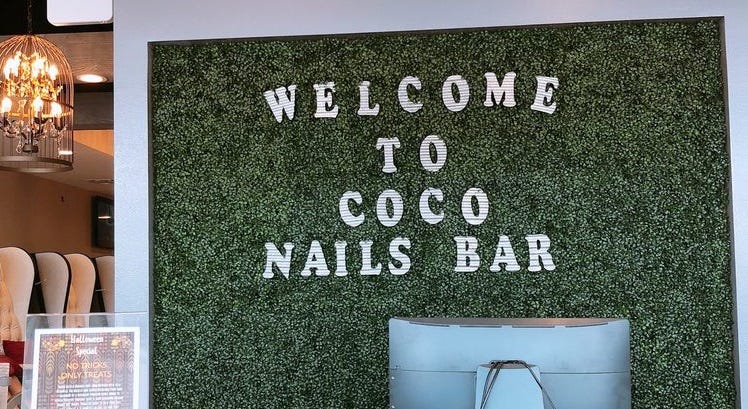 WELCOME
TO
COCO
NAILS BAR
Halloween
Special
NO TRICKS
ONLY TREATS